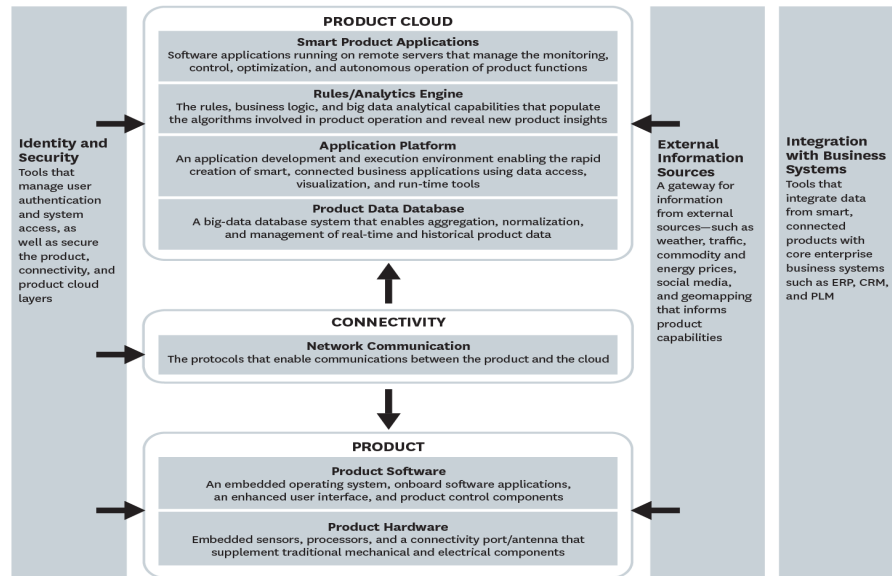 PRODUCT CLOUD
Smart Product Applications
Software applications running on remote servers that manage the monitoring,
control, optimization, and autonomous operation of product functions
Rules/Analytics Engine
The rules, business logic, and big data analytical capabilities that populate
the algorithms involved in product operation and reveal new product insights
Application Platform
An application development and execution environment enabling the rapid
creation of smart, connected business applications using data access,
visualization, and run-time tools
Product Data Database
A big-data database system that enables aggregation, normalization,
and management of real-time and historical product data
CONNECTIVITY
Network Communication
The protocols that enable communications between the product and the cloud
PRODUCT
Product Software
An embedded operating system, onboard software applications,
an enhanced user interface, and product control components
Product Hardware
Embedded sensors, processors, and a connectivity port/antenna that
supplement traditional mechanical and electrical components
Identity and
Security
Tools that
manage user
authentication
and system
access, as
well as secure
the product,
connectivity, and
product cloud
layers
External
Information
Sources
A gateway for
information
from external
sources—such as
weather, traffic,
commodity and
energy prices,
social media,
and geomapping
that informs
product
capabilities
Integration
with Business
Systems
Tools that
integrate data
from smart,
connected
products with
core enterprise
business systems
such as ERP, CRM,
and PLM